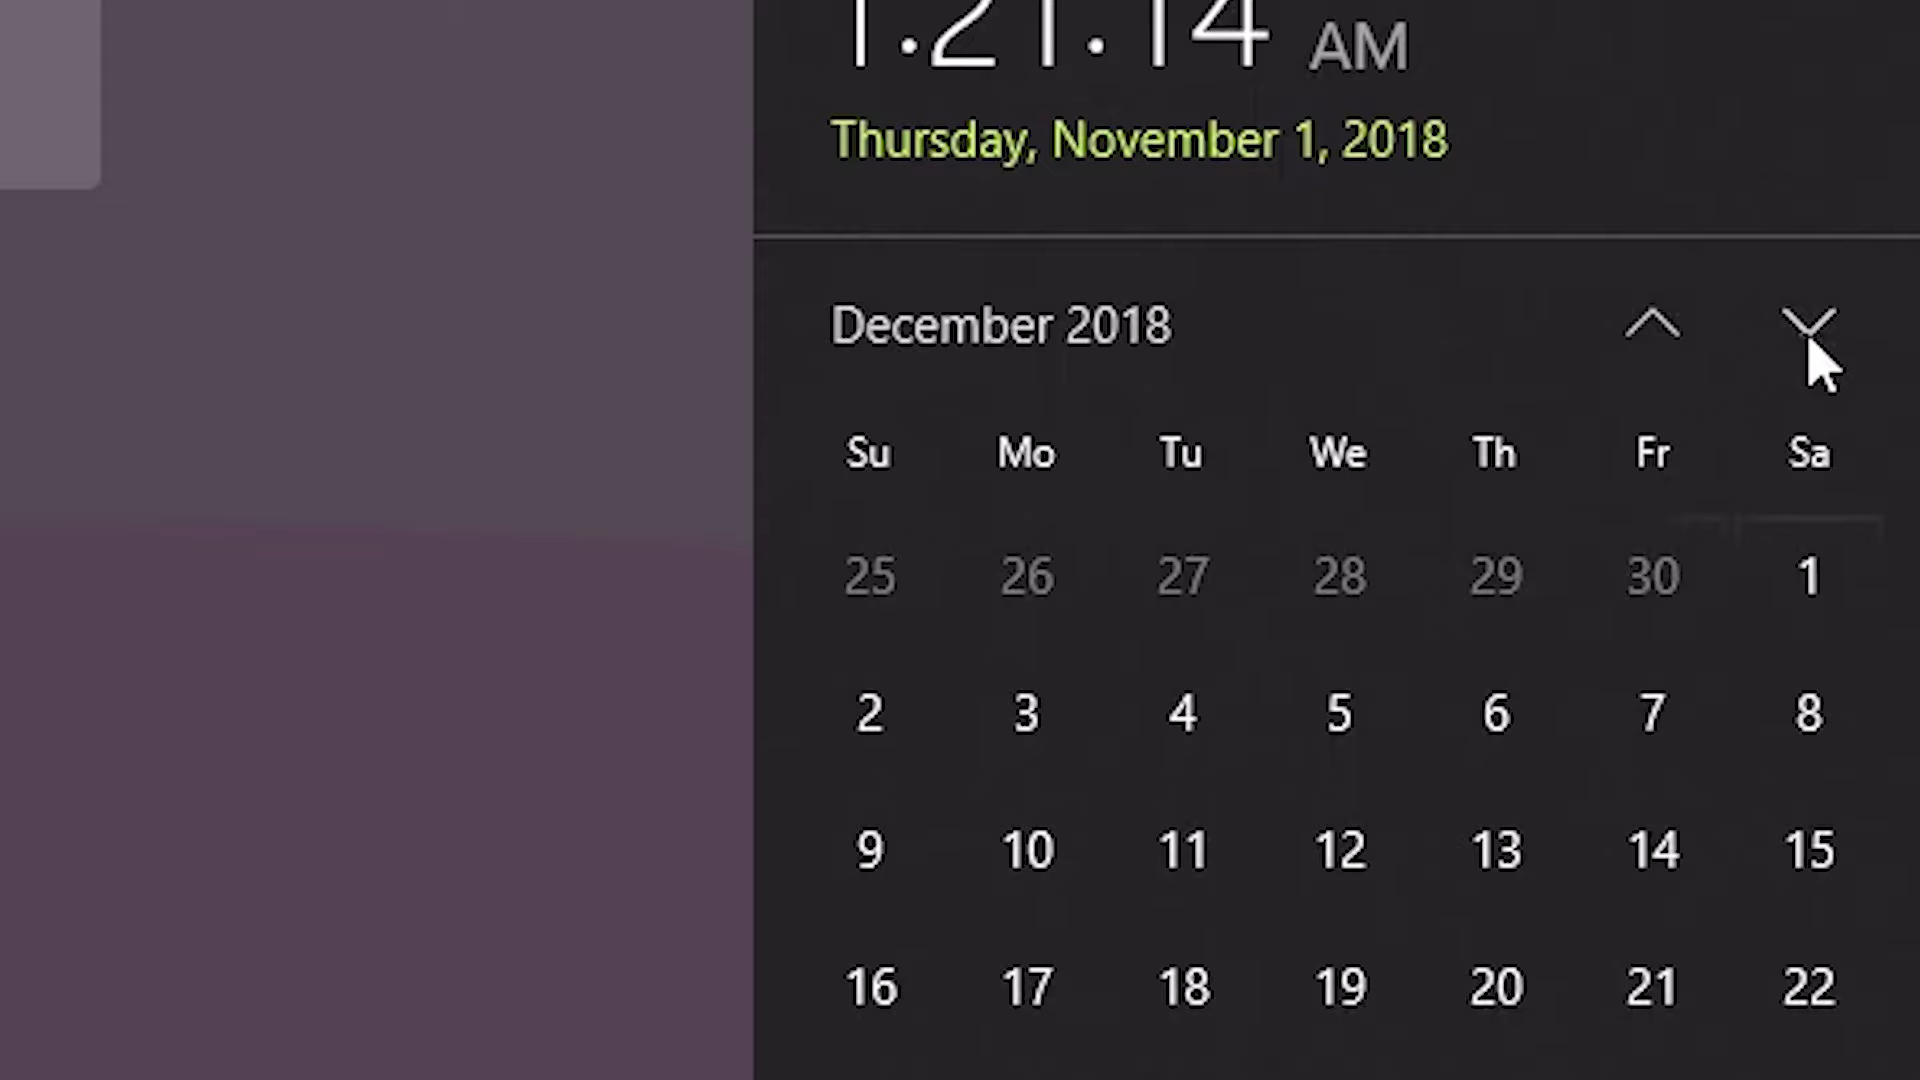 1:21:14 AM
Thursday, November 1, 2018
December 2018
Su Mo Tu We Th Fr Sa
25 26 27 28 29 30 1
2 3 4 5 6 7 8
9 10 11 12 13 14 15
16 17 18 19 20 21 22